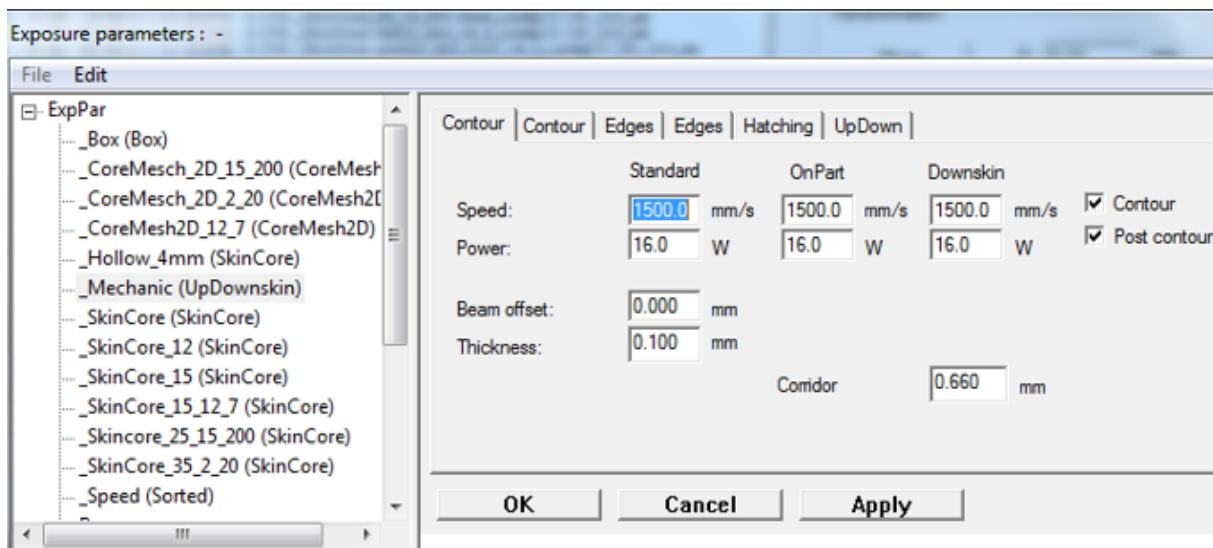 Exposure parameters : -
File Edit
ExpPar
_Box (Box)
_CoreMesch_2D_15_200 (CoreMesh
_CoreMesch_2D_2_20 (CoreMesh2D
_CoreMesh2D_12_7 (CoreMesh2D)
_Hollow_4mm (SkinCore)
_Mechanic (UpDownskin)
_SkinCore (SkinCore)
_SkinCore_12 (SkinCore)
_SkinCore_15 (SkinCore)
_SkinCore_15_12_7 (SkinCore)
_Skincore_25_15_200 (SkinCore)
_SkinCore_35_2_20 (SkinCore)
_Speed (Sorted)
Contour Contour Edges Edges Hatching UpDown
Standard OnPart Downskin
Speed: 1500.0 mm/s 1500.0 mm/s 1500.0 mm/s Contour
Power: 16.0 W 16.0 W 16.0 W Post contour
Beam offset: 0.000 mm
Thickness: 0.100 mm
Corridor 0.660 mm
OK Cancel Apply